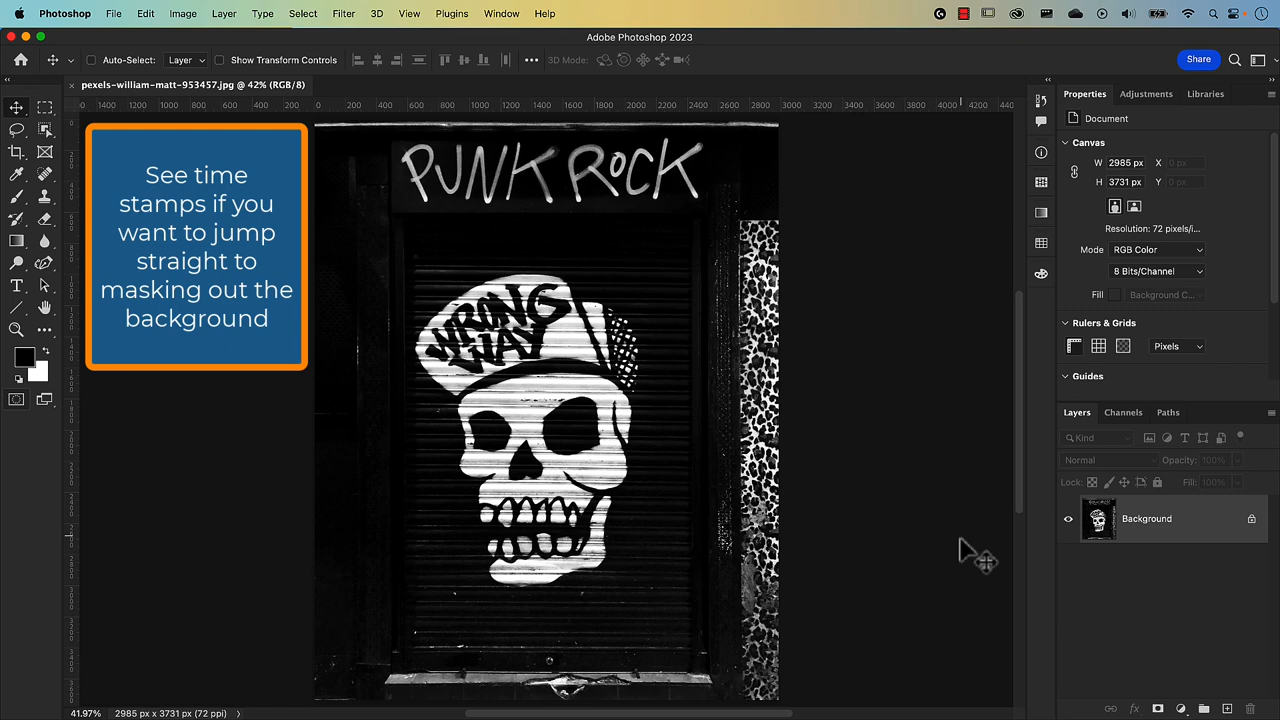 Photoshop File Edit Image Layer Type Select Filter 3D View Plugins Window Help
Adobe Photoshop 2023
Auto-Select: Layer Show Transform Controls 3D Mode: Share
pexels-william-matt-953457.jpg @ 42% (RGB/8)
See time
stamps if you
want to jump
straight to
masking out the
background
PUNK ROCK
WRONG
WAY
Properties Adjustments Libraries
Document
Canvas
W 2985 px X 0 px
H 3731 px Y 0 px
Resolution: 72 pixels/i...
Mode RGB Color
8 Bits/Channel
Fill Background C...
Rulers & Grids
Pixels
Guides
Layers Channels Paths
Kind
Normal Opacity: 100%
Lock: Fill: 100%
Background
41.97% 2985 px x 3731 px (72 ppi)